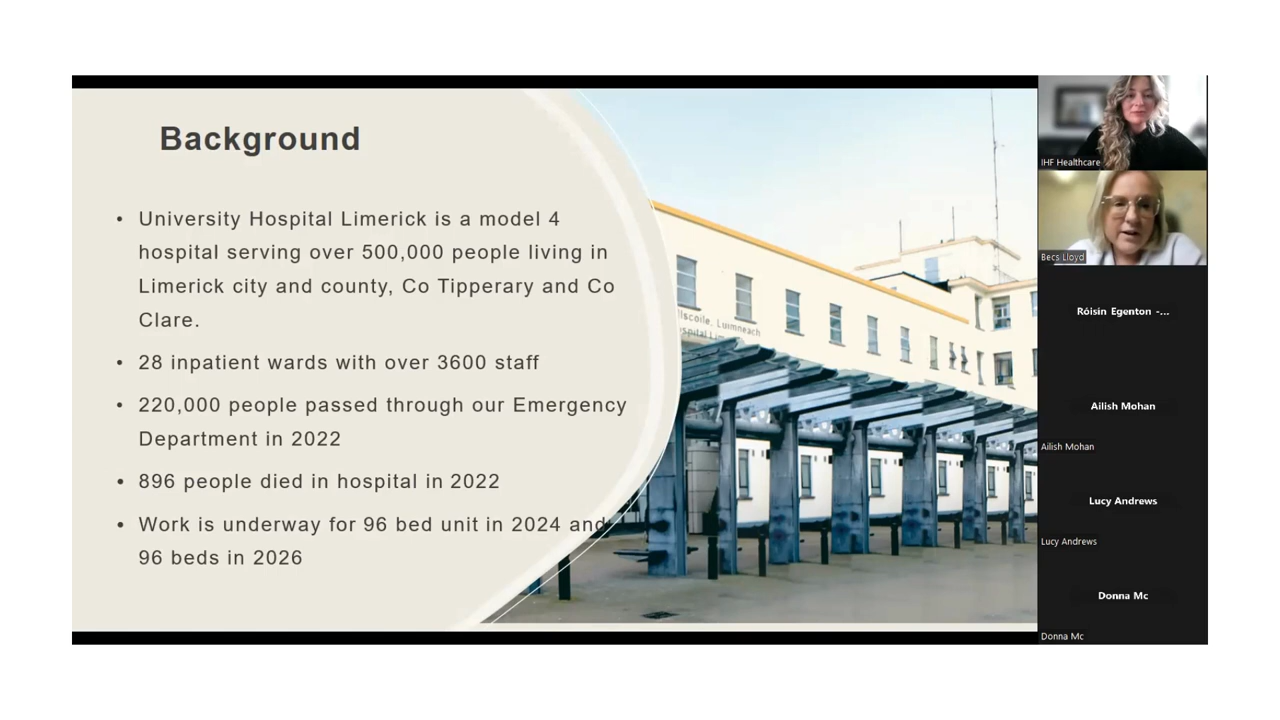 Background
• University Hospital Limerick is a model 4
hospital serving over 500,000 people living in
Limerick city and county, Co Tipperary and Co
Clare.
• 28 inpatient wards with over 3600 staff
• 220,000 people passed through our Emergency
Department in 2022
• 896 people died in hospital in 2022
• Work is underway for 96 bed unit in 2024 and
96 beds in 2026
Luimneach
IHF Healthcare
Becs Lloyd
Róisin Egenton -...
Ailish Mohan
Ailish Mohan
Lucy Andrews
Lucy Andrews
Donna Mc
Donna Mc